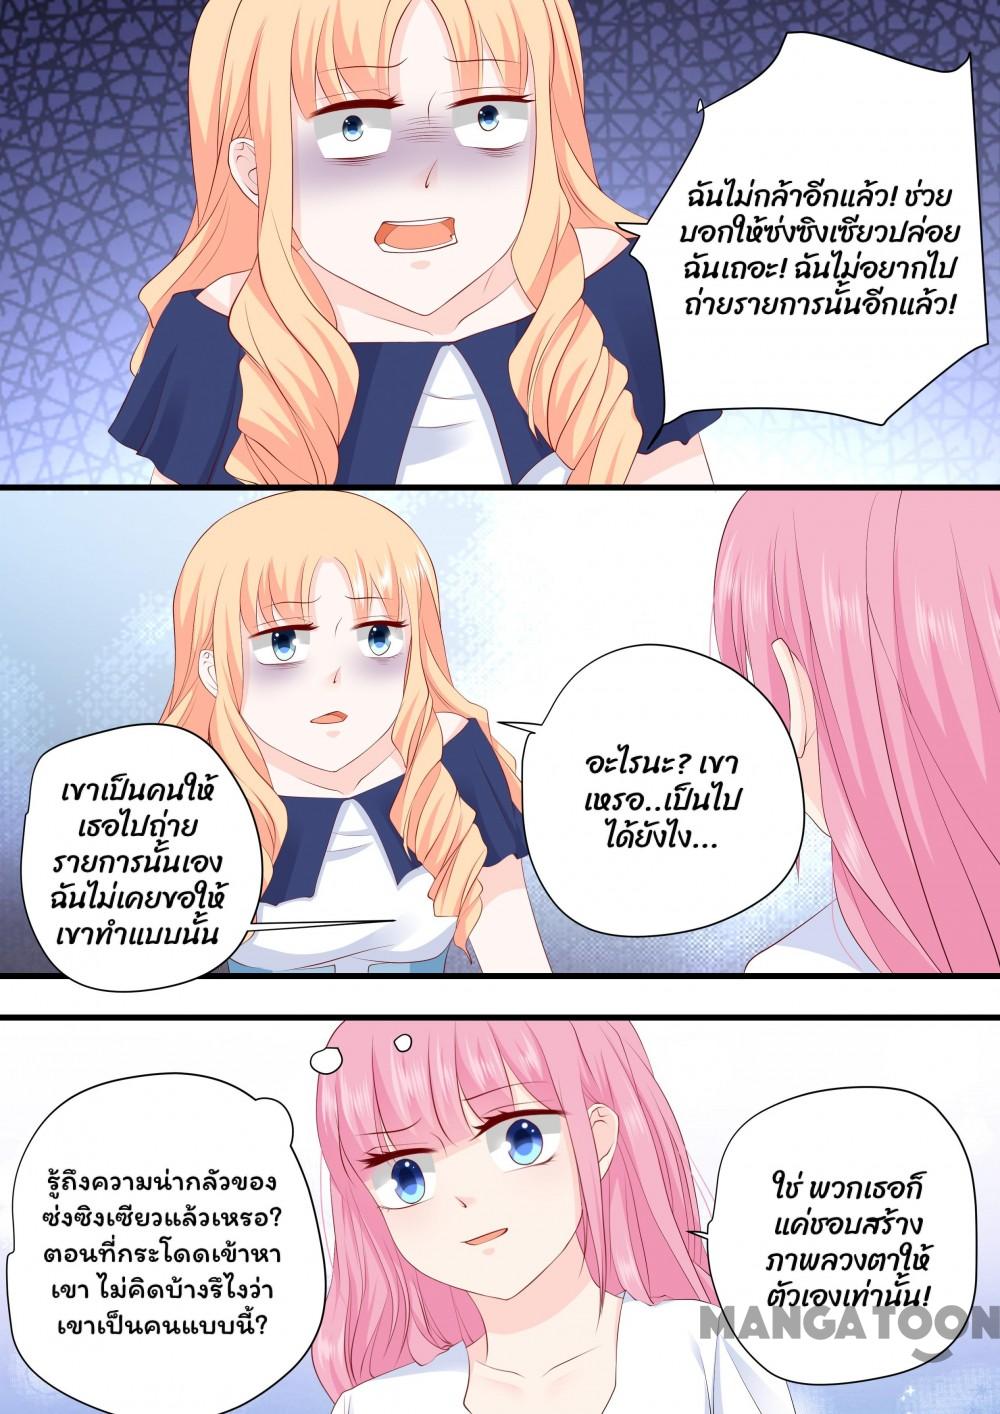 ฉันไม่กล้าอีกแล้ว! ช่วย
บอกให้ซ่งซิงเซียวปล่อย
ฉันเถอะ! ฉันไม่อยากไป
ถ่ายรายการนั้นอีกแล้ว!
อะไรนะ? เขา
เหรอ..เป็นไป
ได้ยังไง...
เขาเป็นคนให้
เธอไปถ่าย
รายการนั้นเอง
ฉันไม่เคยขอให้
เขาทำแบบนั้น
รู้ถึงความน่ากลัวของ
ซ่งซิงเซียวแล้วเหรอ?
ตอนที่กระโดดเข้าหา
เขา ไม่คิดบ้างรึไงว่า
เขาเป็นคนแบบนี้?
ใช่ พวกเธอก็
แค่ชอบสร้าง
ภาพลวงตาให้
ตัวเองเท่านั้น!
MANGATOON